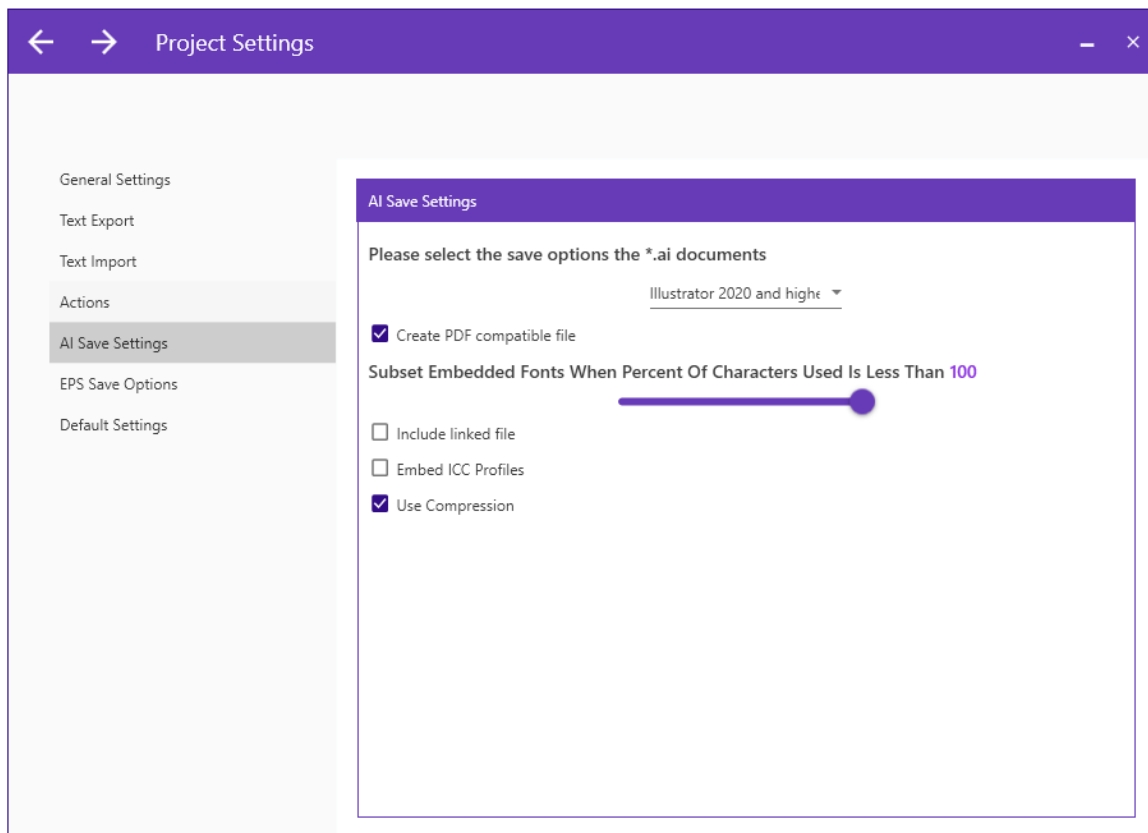 Project Settings
General Settings
Text Export
Text Import
Actions
AI Save Settings
EPS Save Options
Default Settings
AI Save Settings
Please select the save options the *.ai documents
Illustrator 2020 and highe
Create PDF compatible file
Subset Embedded Fonts When Percent Of Characters Used Is Less Than 100
Include linked file
Embed ICC Profiles
Use Compression